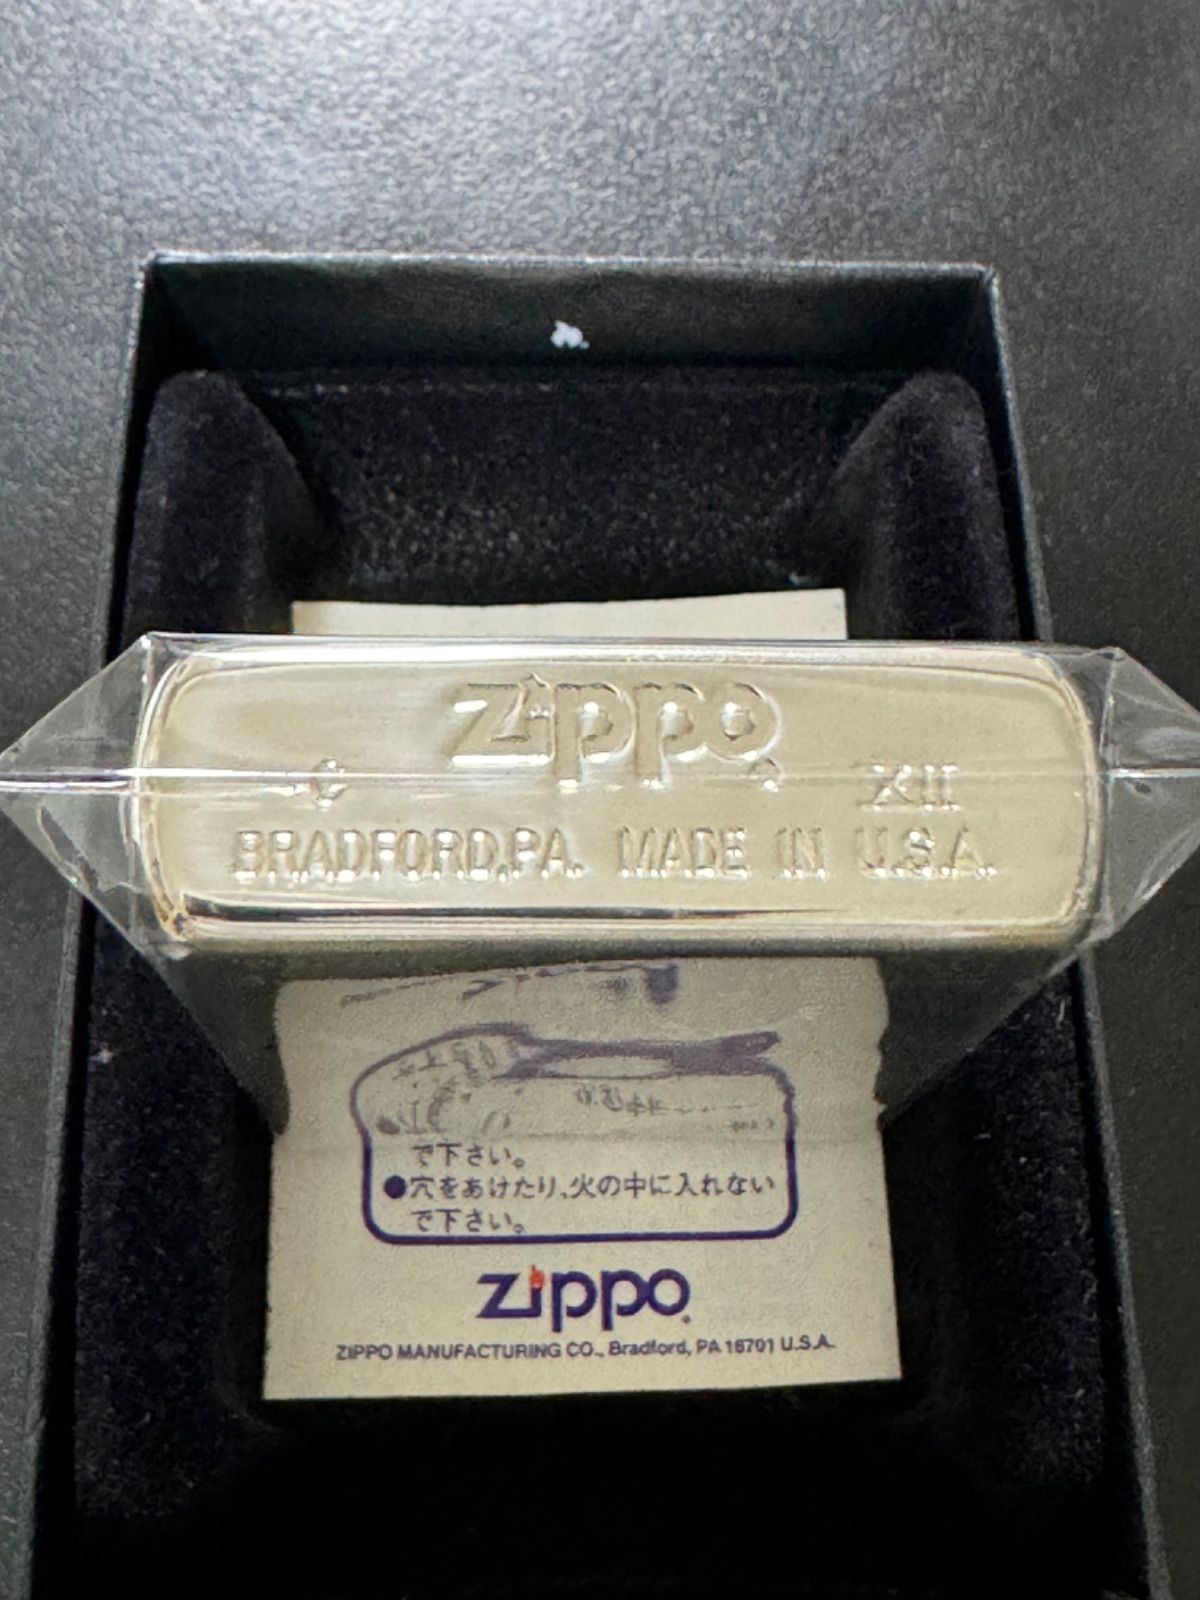 Zippo
C XII
BRADFORD,PA. MADE IN U.S.A.
で下さい。
●穴をあけたり、火の中に入れない
で下さい。
Zippo
ZIPPO MANUFACTURING CO., Bradford, PA 16701 U.S.A.